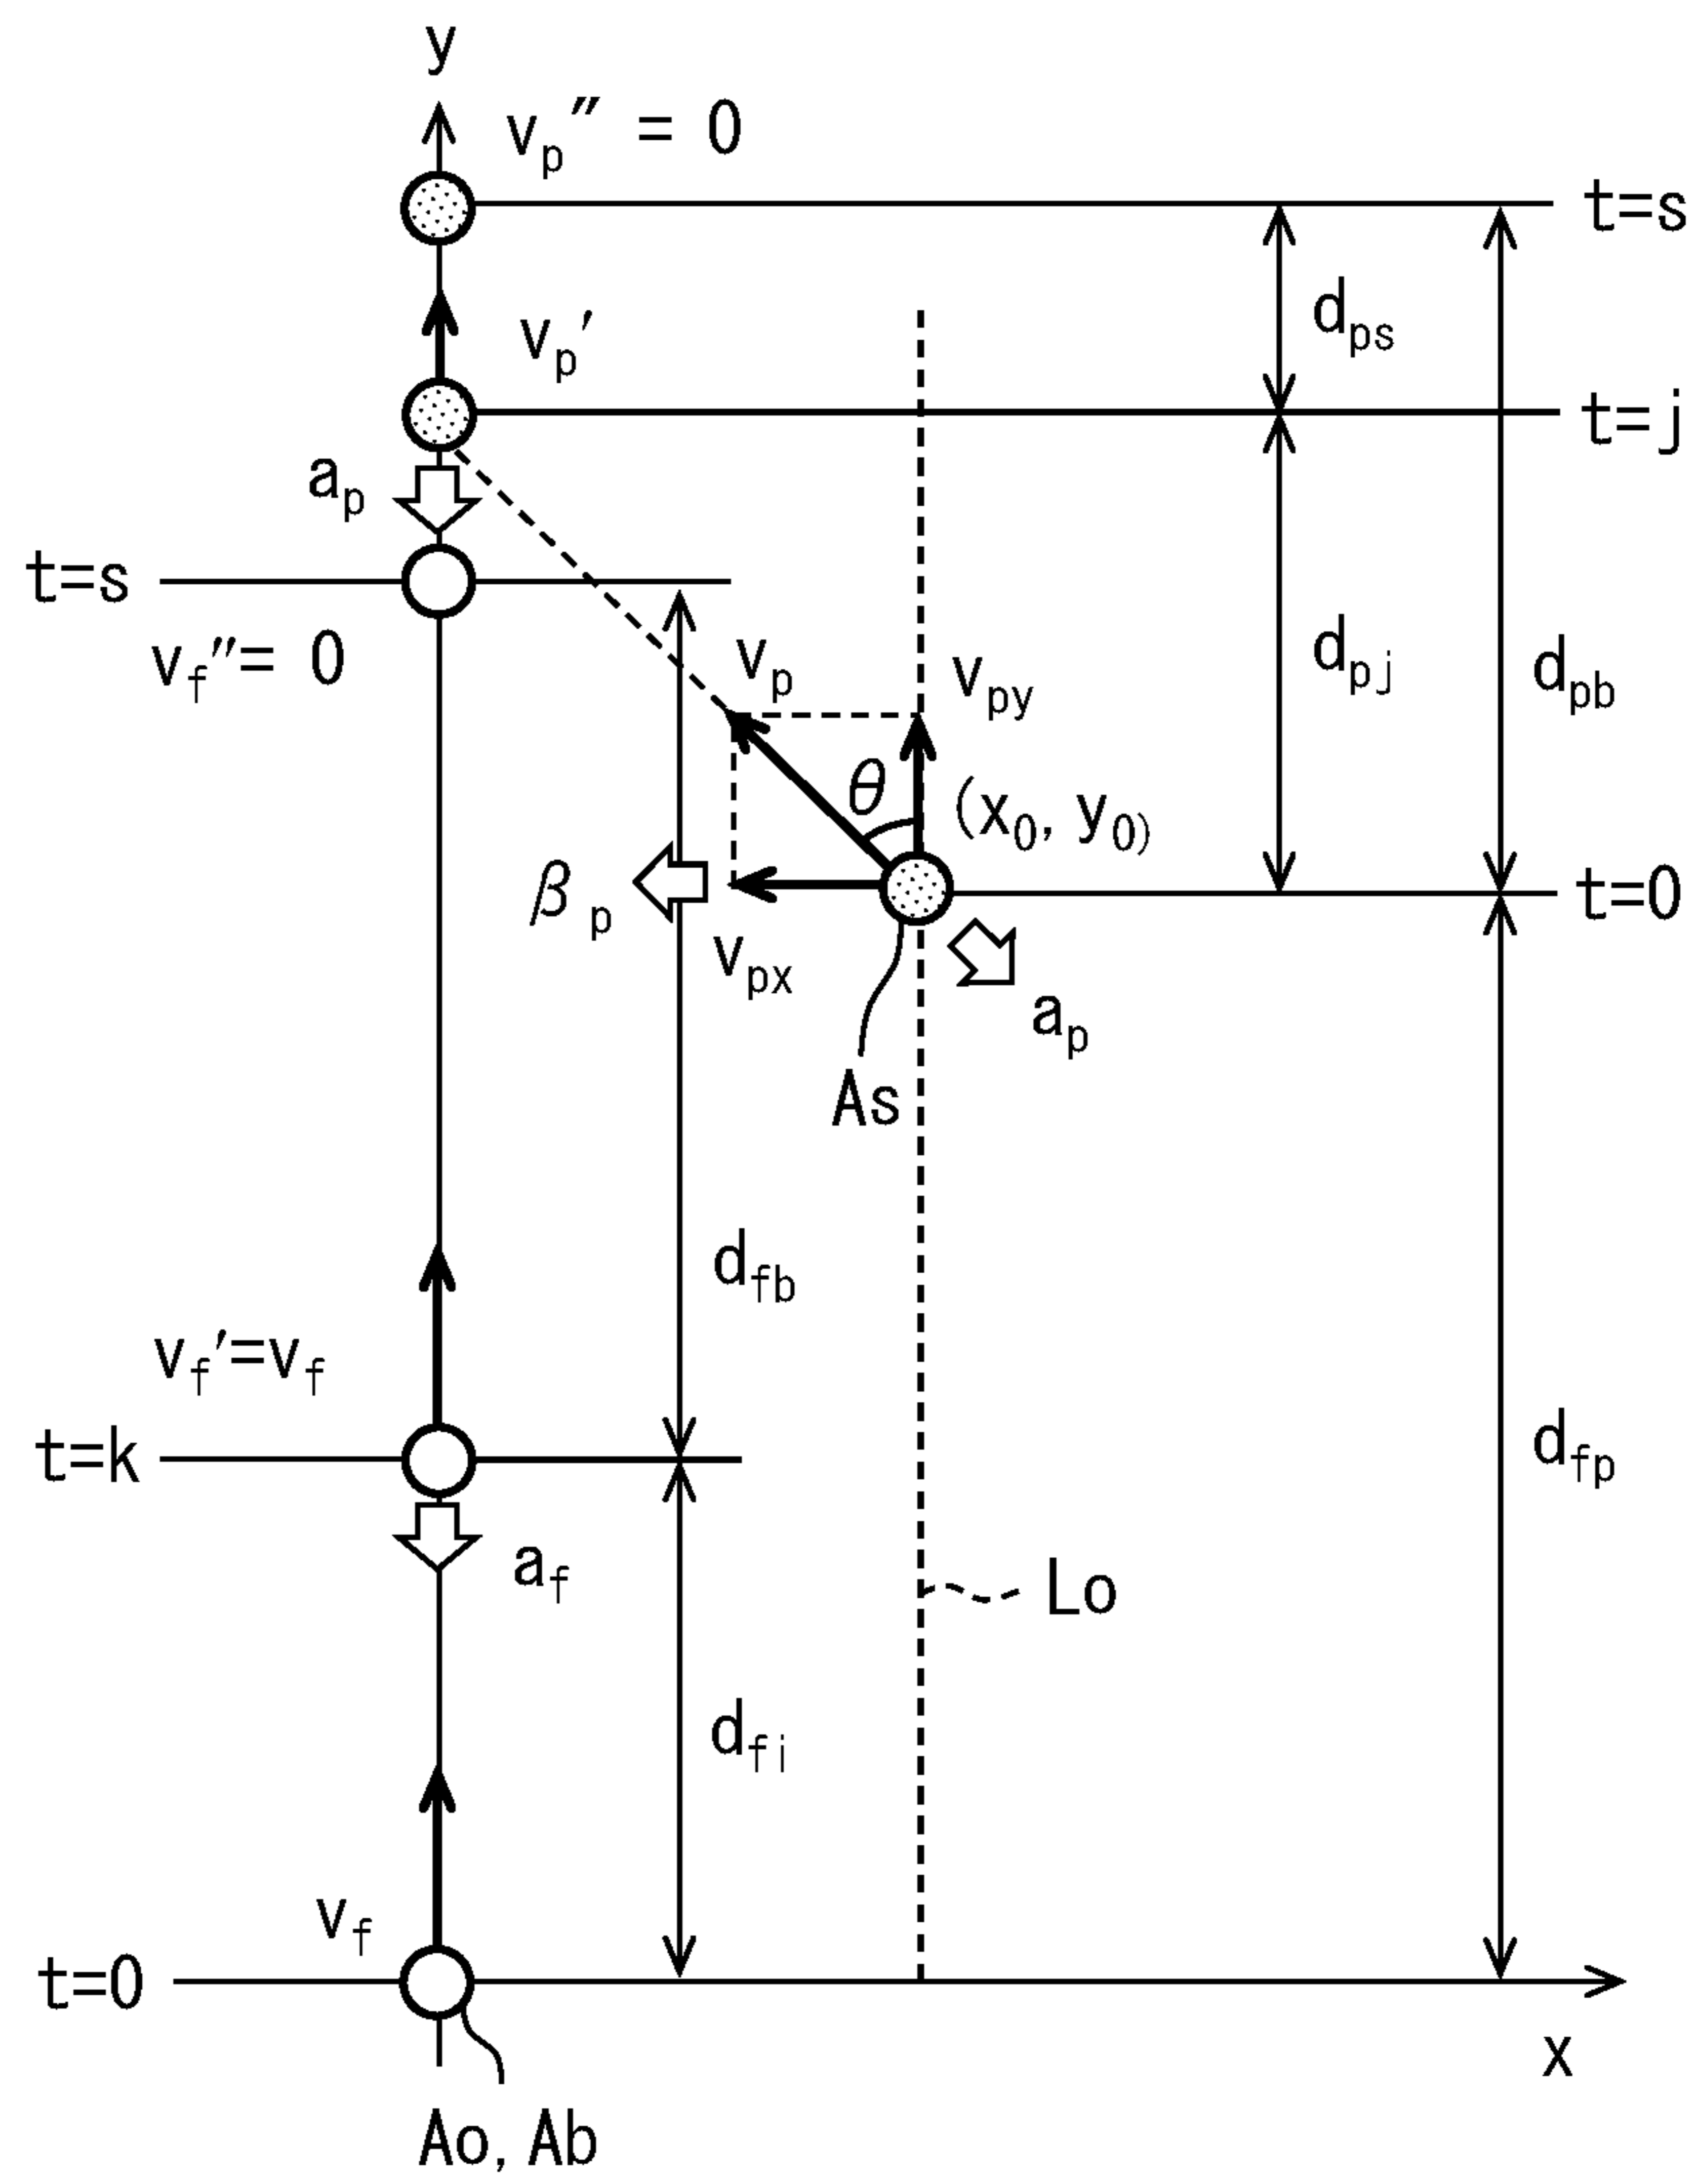 y
vp″ = 0
t=s
dps
vp′
t=j
ap
t=s
vf″= 0
vp
vpy
dpj
dpb
θ
(x0, y0)
βp
t=0
vpx
ap
As
dfb
vf′=vf
t=k
dfp
af
Lo
dfi
vf
t=0
x
Ao, Ab